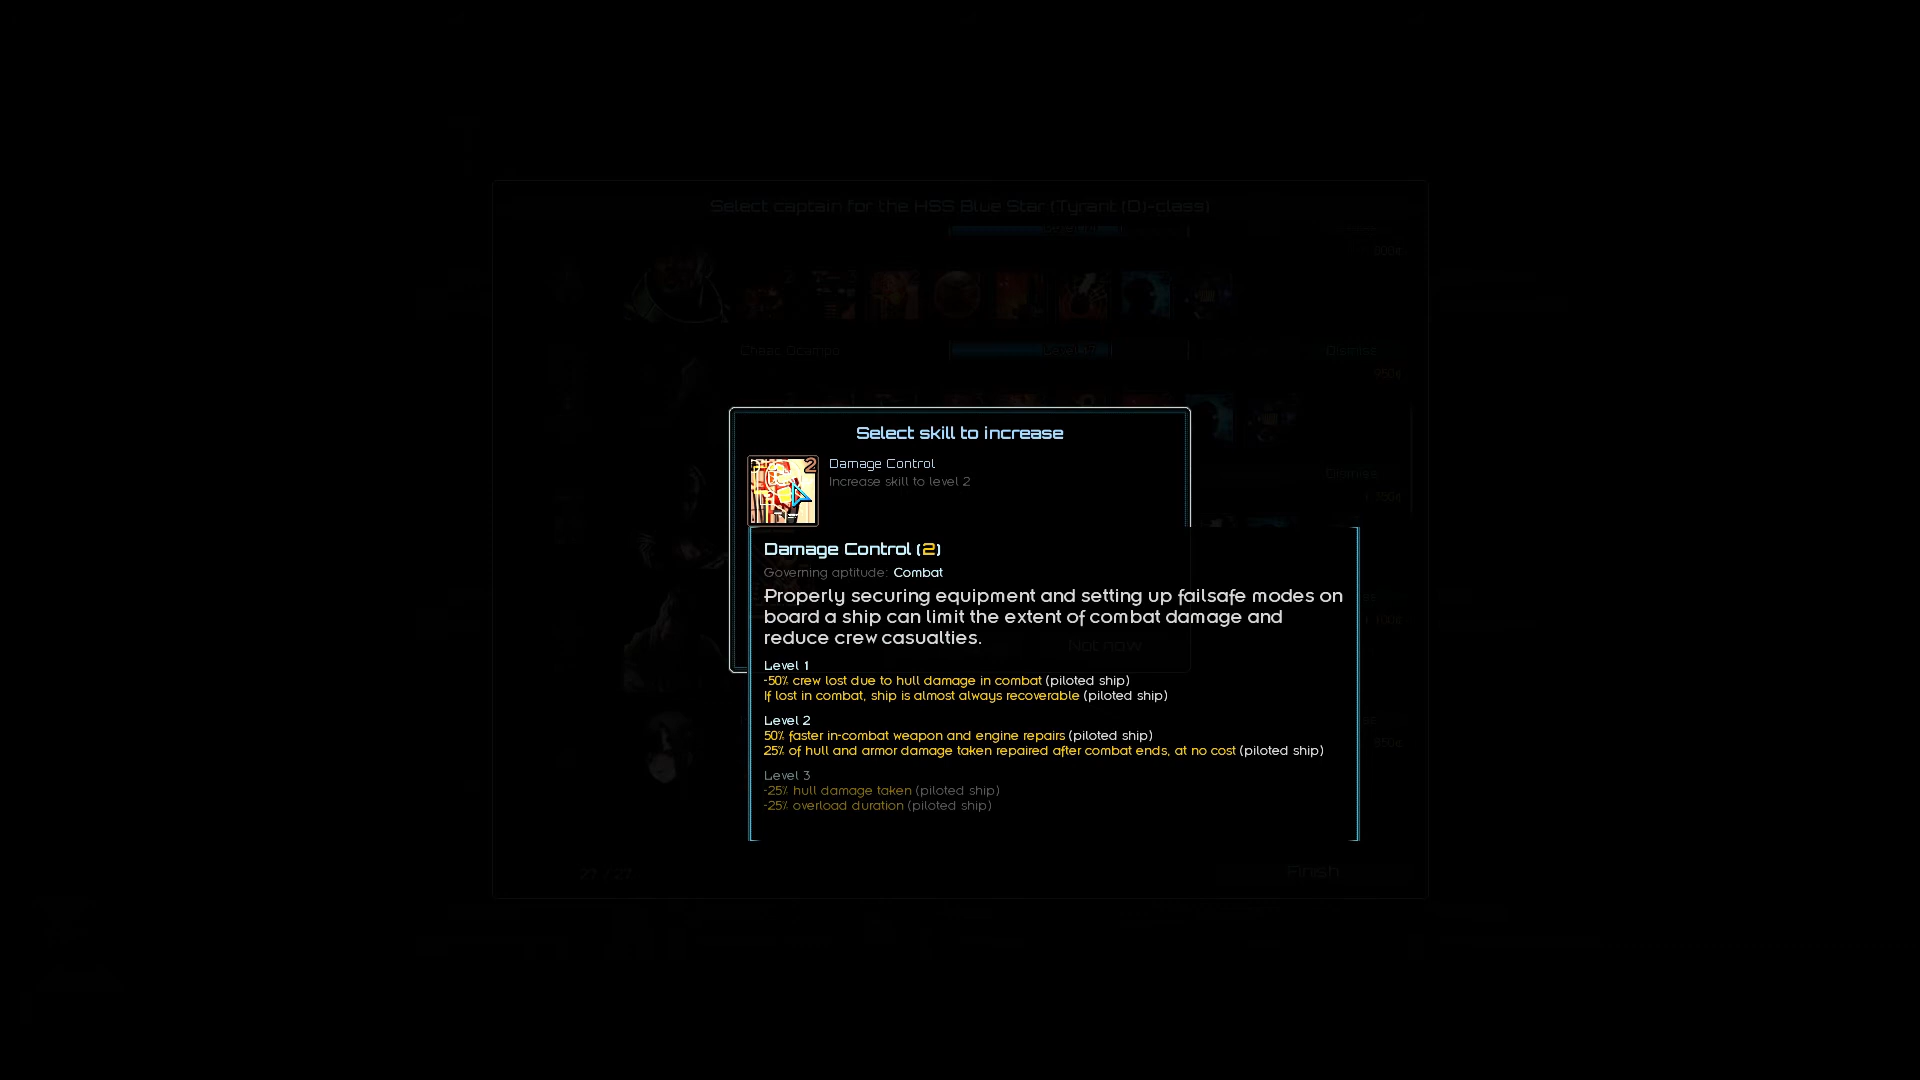 Select captain for the HSS Blue Star (Tyrant (D)-class)
Chaac Ocampo
Dismiss
950¢
Select skill to increase
2
Damage Control
Increase skill to level 2
Dismiss
Damage Control (2)
Governing aptitude: Combat
Properly securing equipment and setting up failsafe modes on
board a ship can limit the extent of combat damage and
reduce crew casualties.
Not now
Level 1
-50% crew lost due to hull damage in combat (piloted ship)
If lost in combat, ship is almost always recoverable (piloted ship)
Level 2
50% faster in-combat weapon and engine repairs (piloted ship)
25% of hull and armor damage taken repaired after combat ends, at no cost (piloted ship)
Level 3
-25% hull damage taken (piloted ship)
-25% overload duration (piloted ship)
Finish